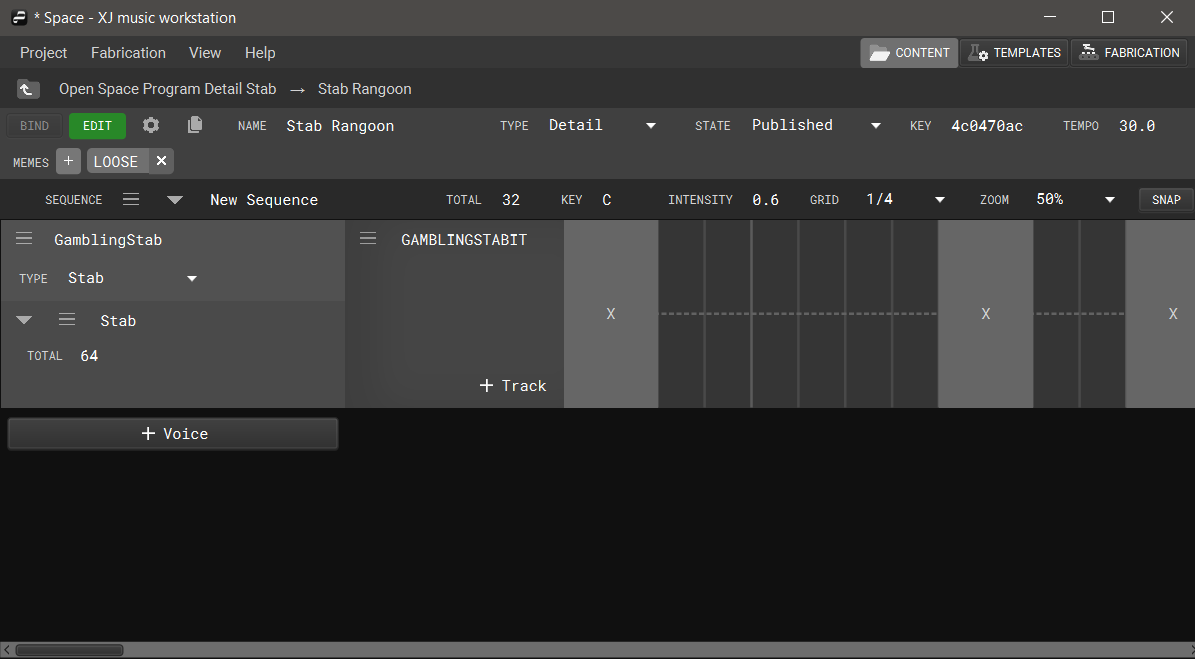 * Space - XJ music workstation
Project Fabrication View Help CONTENT TEMPLATES FABRICATION
Open Space Program Detail Stab → Stab Rangoon
BIND EDIT NAME Stab Rangoon TYPE Detail STATE Published KEY 4c0470ac TEMPO 30.0
MEMES + LOOSE X
SEQUENCE New Sequence TOTAL 32 KEY C INTENSITY 0.6 GRID 1/4 ZOOM 50% SNAP
GamblingStab GAMBLINGSTABIT
TYPE Stab
X X X
Stab
TOTAL 64
+ Track
+ Voice